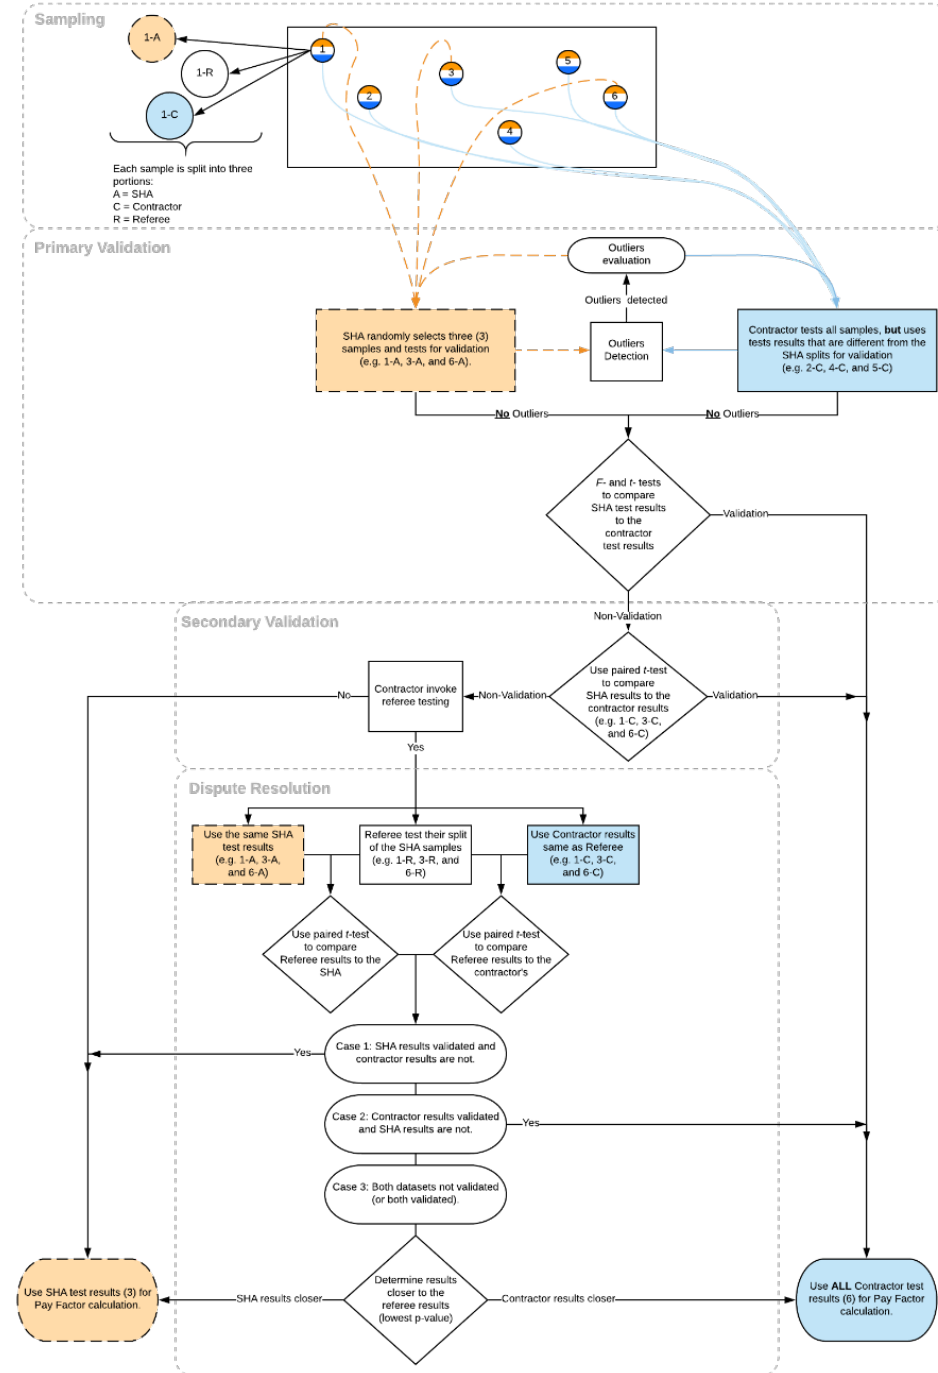 Sampling
1-A
1-R
1-C
1
2
3
4
5
6
Each sample is split into three
portions:
A = SHA
C = Contractor
R = Referee
Primary Validation
Outliers
evaluation
Outliers detected
SHA randomly selects three (3)
samples and tests for validation
(e.g. 1-A, 3-A, and 6-A).
Outliers
Detection
Contractor tests all samples, but uses
tests results that are different from the
SHA splits for validation
(e.g. 2-C, 4-C, and 5-C)
No Outliers
No Outliers
F- and t- tests
to compare
SHA test results
to the
contractor
test results
Validation
Non-Validation
Secondary Validation
Use paired t-test
to compare
SHA results to the
contractor results
(e.g. 1-C, 3-C,
and 6-C)
Validation
Non-Validation
Contractor invoke
referee testing
No
Yes
Dispute Resolution
Use the same SHA
test results
(e.g. 1-A, 3-A,
and 6-A)
Referee test their split
of the SHA samples
(e.g. 1-R, 3-R, and
6-R)
Use Contractor results
same as Referee
(e.g. 1-C, 3-C,
and 6-C)
Use paired t-test
to compare
Referee results to the
SHA
Use paired t-test
to compare
Referee results to the
contractor's
Case 1: SHA results validated and
contractor results are not.
Yes
Case 2: Contractor results validated
and SHA results are not.
Yes
Case 3: Both datasets not validated
(or both validated).
Determine results
closer to the
referee results
(lowest p-value)
SHA results closer
Contractor results closer
Use SHA test results (3) for
Pay Factor calculation.
Use ALL Contractor test
results (6) for Pay Factor
calculation.